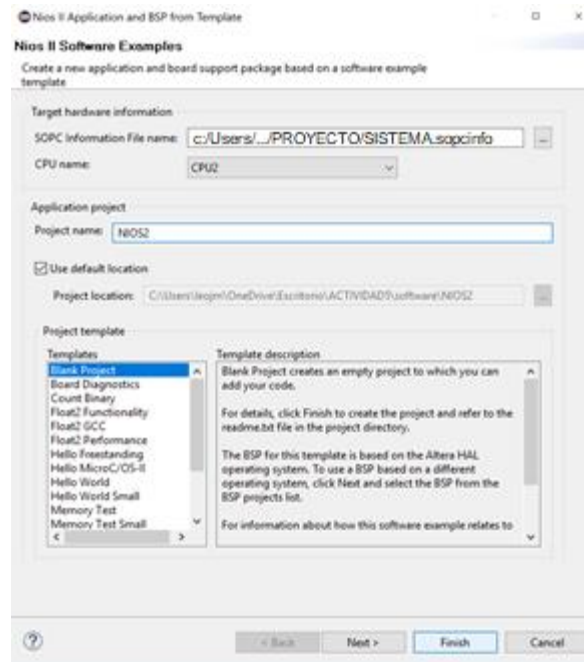 Nios II Application and BSP from Template
Nios II Software Examples
Create a new application and board support package based on a software example
template
Target hardware information
SOPC Information File name: c:/Users/.../PROYECTO/SISTEMA.sopcinfo ...
CPU name: CPU2
Application project
Project name: NIOS2
Use default location
Project location: C:\Users\leojm\OneDrive\Escritorio\ACTIVIDAD5\software\NIOS2 ...
Project template
Templates
Blank Project
Board Diagnostics
Count Binary
Float2 Functionality
Float2 GCC
Float2 Performance
Hello Freestanding
Hello MicroC/OS-II
Hello World
Hello World Small
Memory Test
Memory Test Small
Template description
Blank Project creates an empty project to which you can
add your code.
For details, click Finish to create the project and refer to the
readme.txt file in the project directory.
The BSP for this template is based on the Altera HAL
operating system. To use a BSP based on a different
operating system, click Next and select the BSP from the
BSP projects list.
For information about how this software example relates to
? < Back Next > Finish Cancel